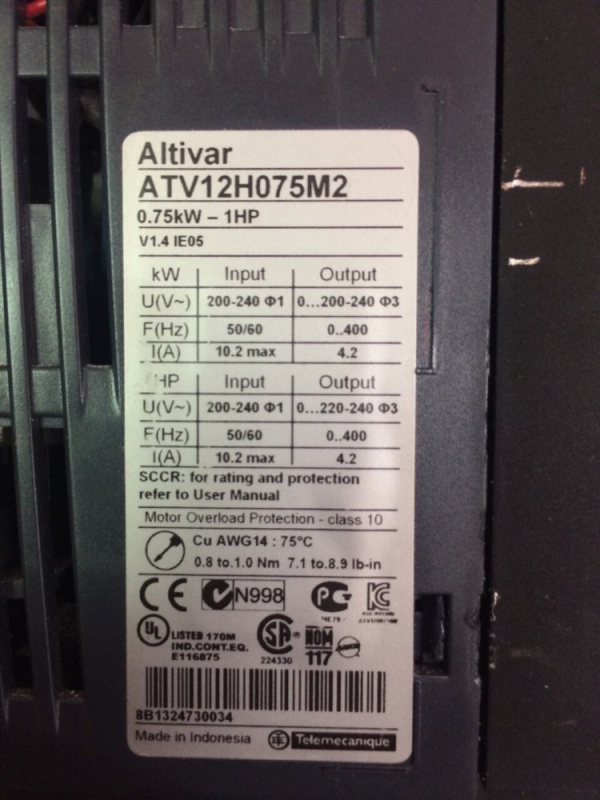 Altivar
ATV12H075M2
0.75kW – 1HP
V1.4 IE05
kW Input Output
U(V~) 200-240 Φ1 0...200-240 Φ3
F(Hz) 50/60 0..400
I(A) 10.2 max 4.2
HP Input Output
U(V~) 200-240 Φ1 0...220-240 Φ3
F(Hz) 50/60 0..400
I(A) 10.2 max 4.2
SCCR: for rating and protection
refer to User Manual
Motor Overload Protection - class 10
Cu AWG14 : 75°C
0.8 to.1.0 Nm 7.1 to.8.9 lb-in
CE N998
UL LISTED 170M
IND.CONT.EQ.
E116875
SA
224330
NOM
117
8B1324730034
Made in Indonesia Telemecanique